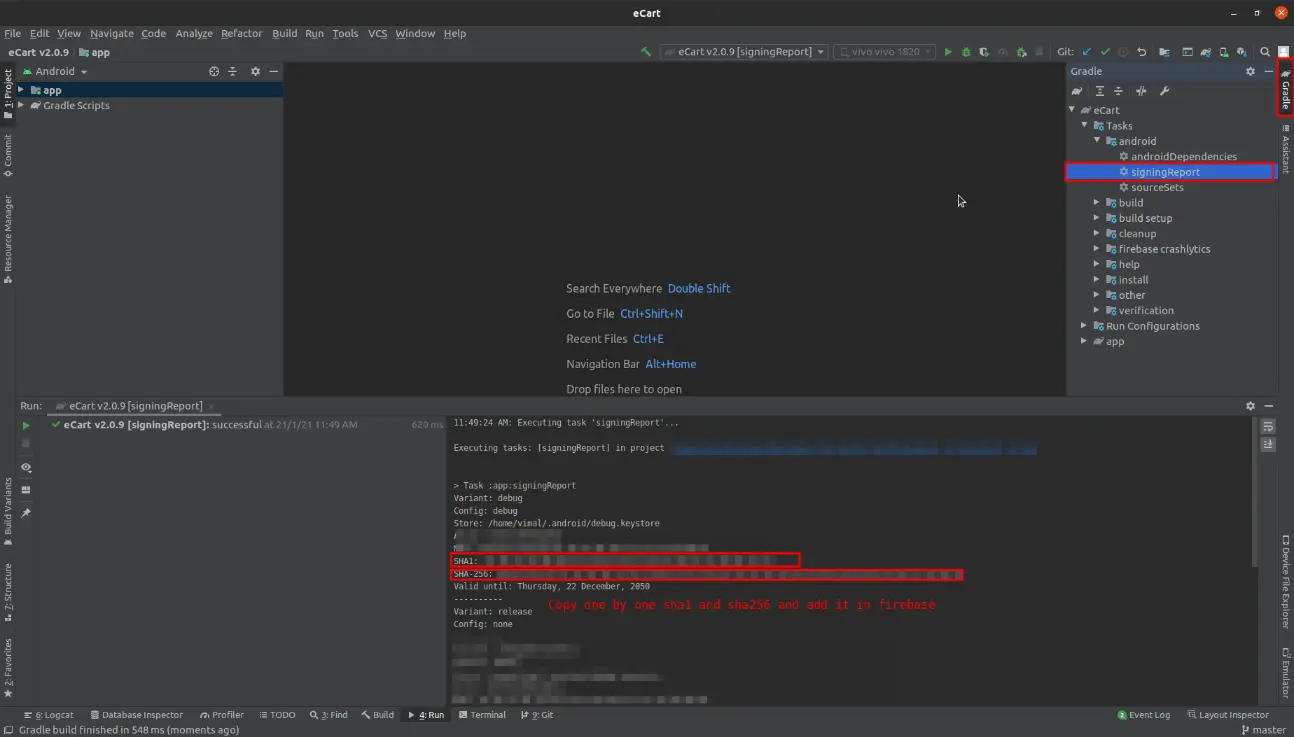 eCart
File Edit View Navigate Code Analyze Refactor Build Run Tools VCS Window Help
eCart v2.0.9 app
eCart v2.0.9 [signingReport]
vivo vivo 1820
Git:
Android
app
Gradle Scripts
1: Project
Commit
Resource Manager
Build Variants
7: Structure
2: Favorites
Search Everywhere Double Shift
Go to File Ctrl+Shift+N
Recent Files Ctrl+E
Navigation Bar Alt+Home
Drop files here to open
Gradle
eCart
Tasks
android
androidDependencies
signingReport
sourceSets
build
build setup
cleanup
firebase crashlytics
help
install
other
verification
Run Configurations
app
Gradle
Assistant
Device File Explorer
Emulator
Run: eCart v2.0.9 [signingReport]
eCart v2.0.9 [signingReport]: successful at 21/1/21 11:49 AM 620 ms
11:49:24 AM: Executing task 'signingReport'...
Executing tasks: [signingReport] in project
> Task :app:signingReport
Variant: debug
Config: debug
Store: /home/vimal/.android/debug.keystore
SHA1:
SHA-256:
Valid until: Thursday, 22 December, 2050
----------
Variant: release
Config: none
Copy one by one sha1 and sha256 and add it in firebase
6: Logcat Database Inspector Profiler TODO 3: Find Build 4: Run Terminal 9: Git
2 Event Log Layout Inspector
Gradle build finished in 548 ms (moments ago)
master